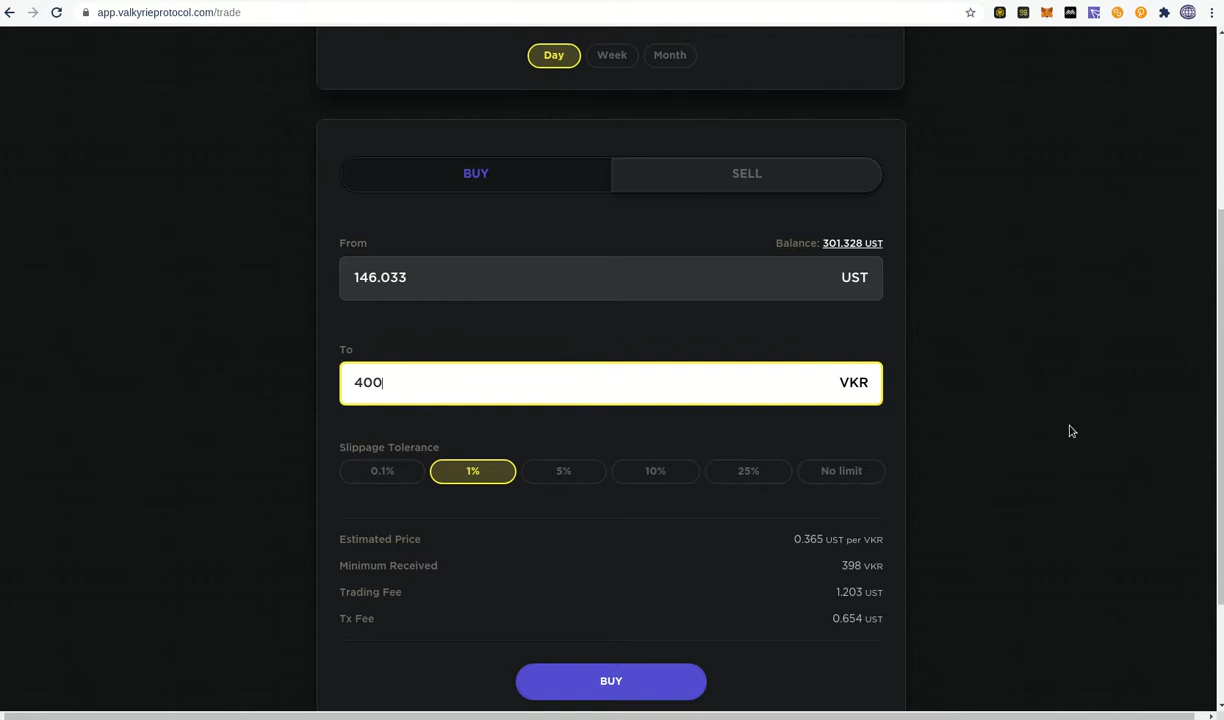 app.valkyrieprotocol.com/trade
Day Week Month
BUY SELL
From Balance: 301.328 UST
146.033 UST
To
400 VKR
Slippage Tolerance
0.1% 1% 5% 10% 25% No limit
Estimated Price 0.365 UST per VKR
Minimum Received 398 VKR
Trading Fee 1.203 UST
Tx Fee 0.654 UST
BUY